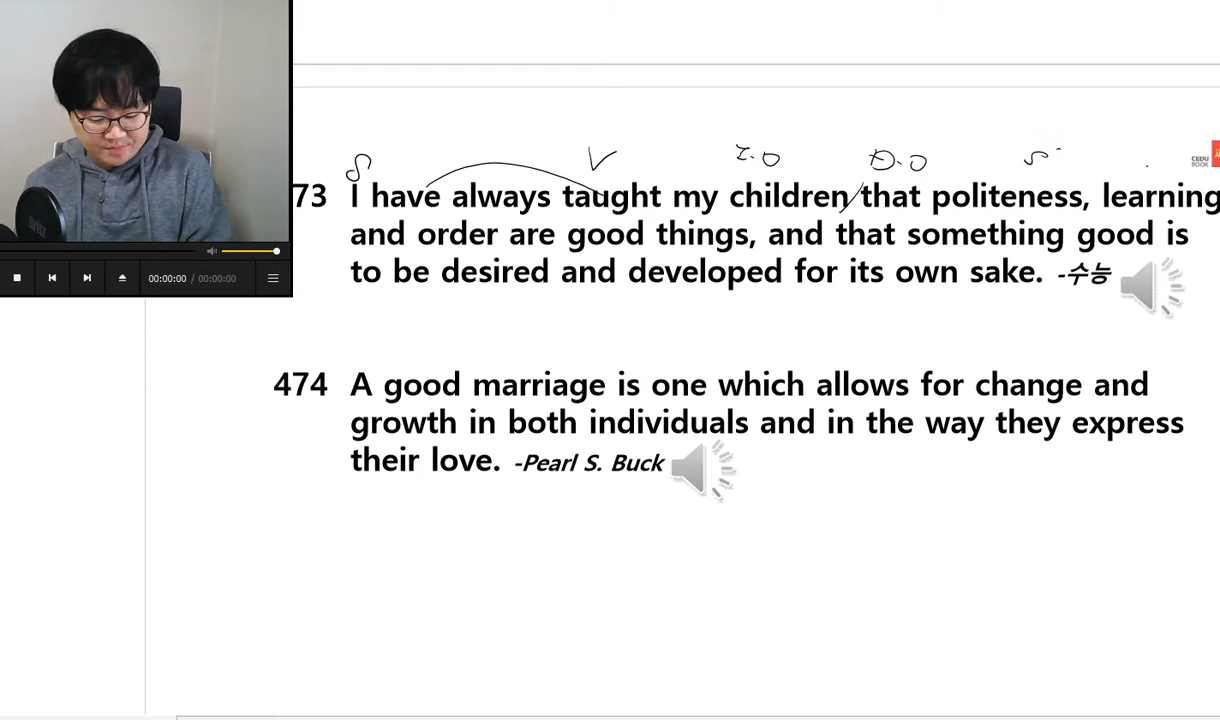 S V I.O D.O S
73 I have always taught my children that politeness, learning
CEDU
BOOK
and order are good things, and that something good is
to be desired and developed for its own sake. -수능
00:00:00 / 00:00:00
474 A good marriage is one which allows for change and
growth in both individuals and in the way they express
their love. -Pearl S. Buck